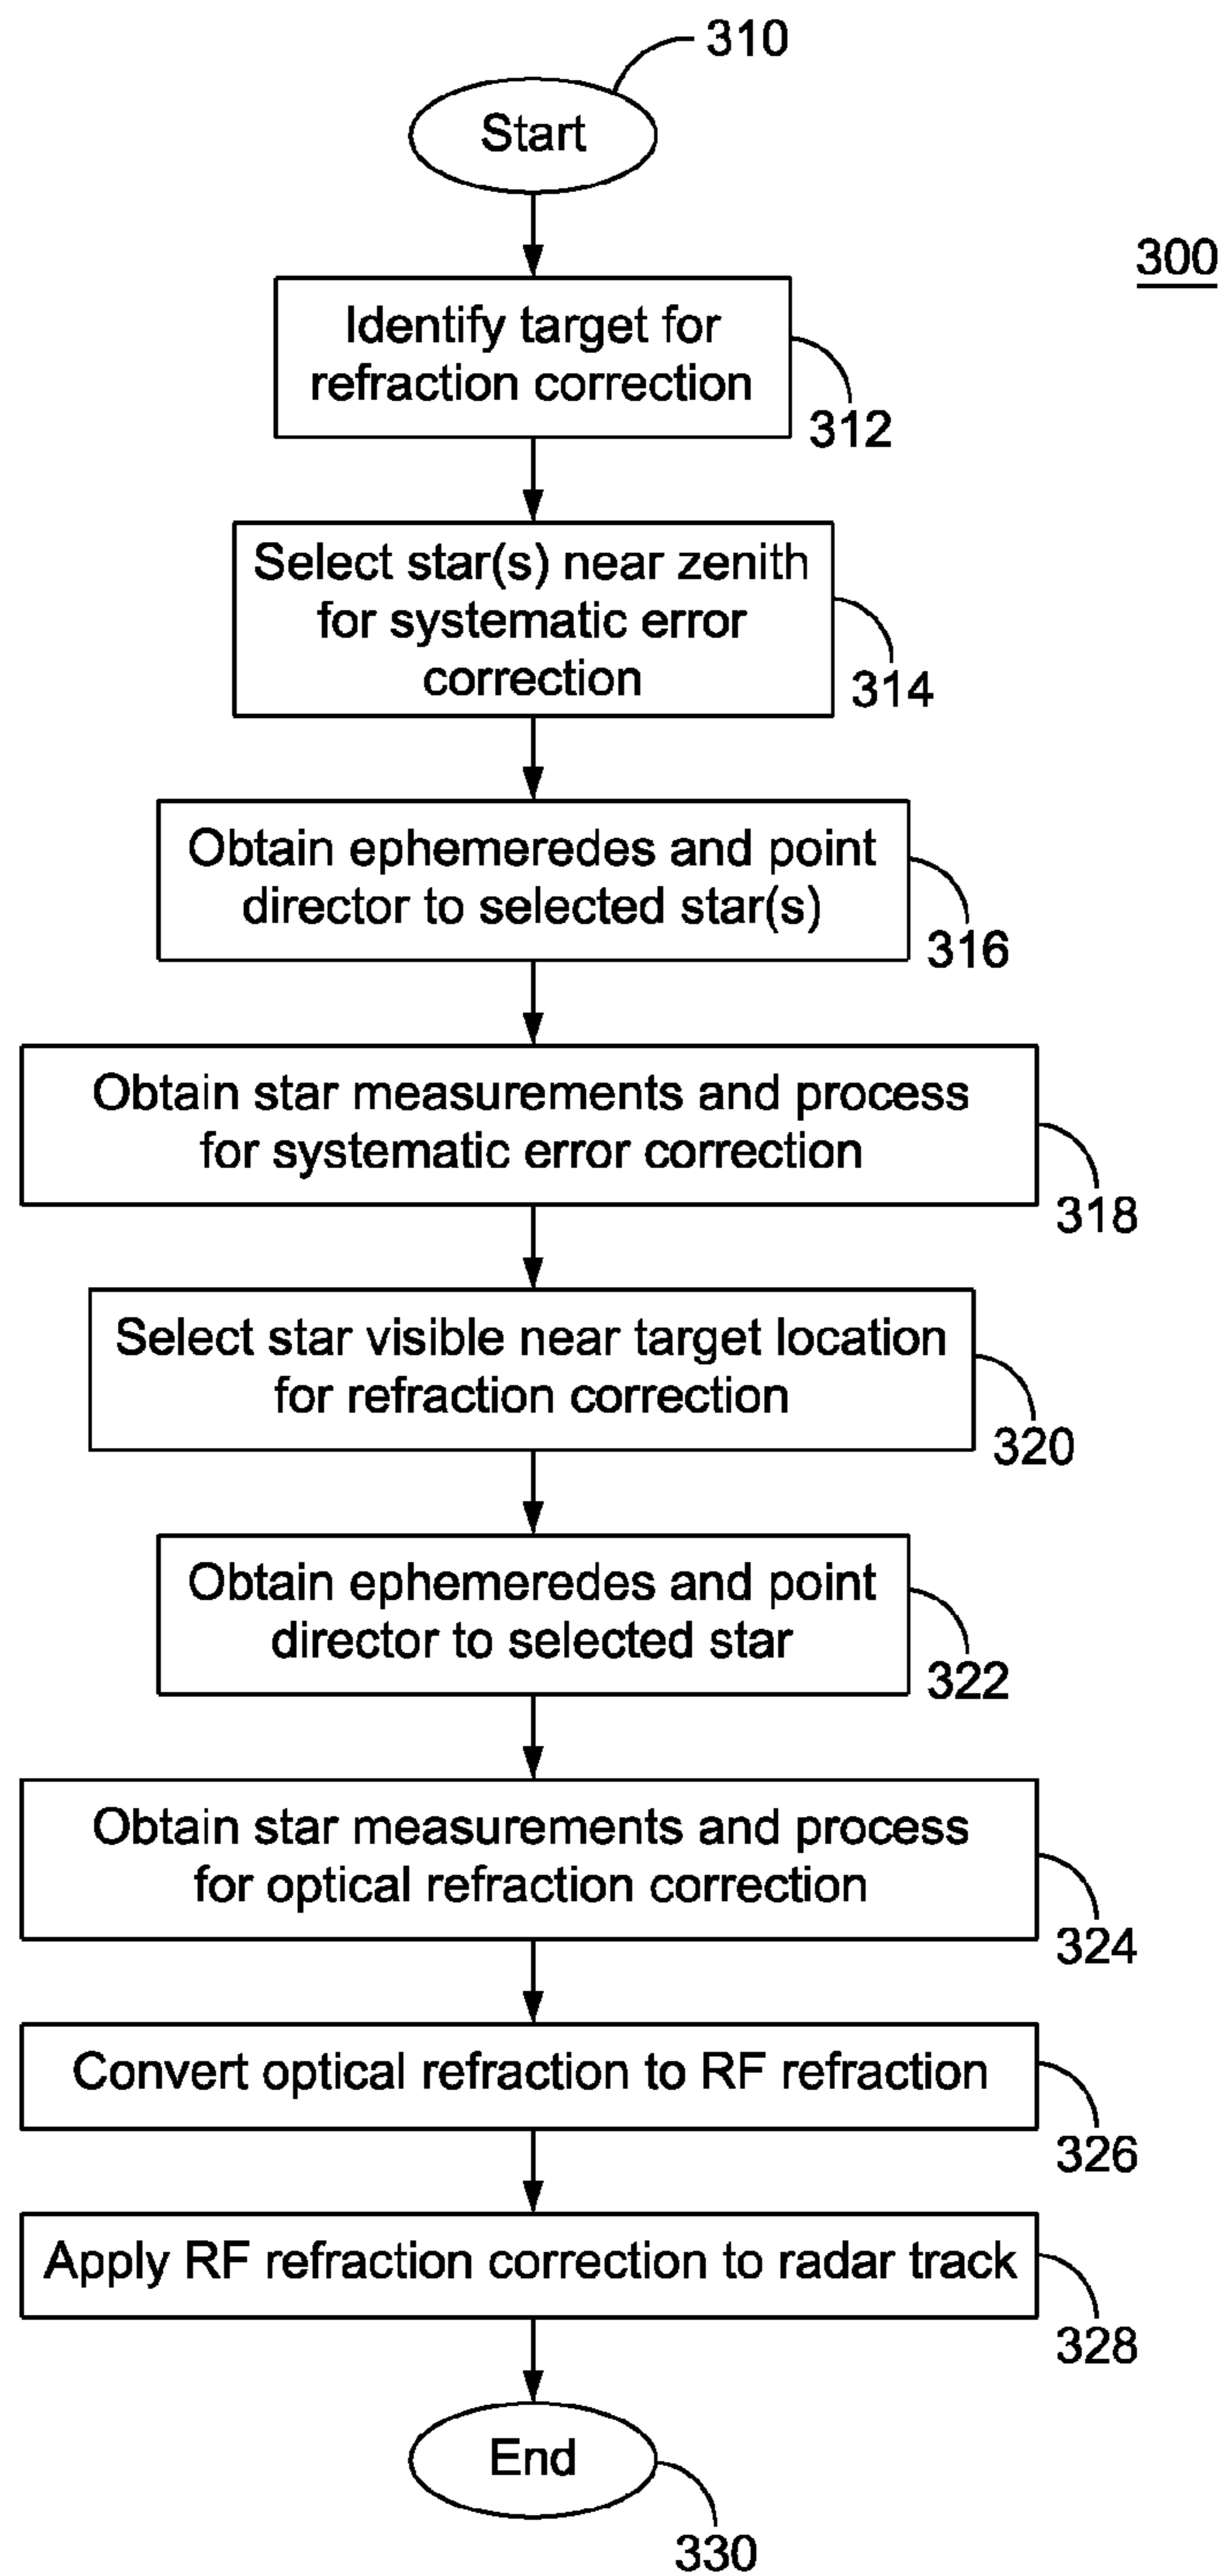 310
Start
300
Identify target for
refraction correction
312
Select star(s) near zenith
for systematic error
correction
314
Obtain ephemeredes and point
director to selected star(s)
316
Obtain star measurements and process
for systematic error correction
318
Select star visible near target location
for refraction correction
320
Obtain ephemeredes and point
director to selected star
322
Obtain star measurements and process
for optical refraction correction
324
Convert optical refraction to RF refraction
326
Apply RF refraction correction to radar track
328
End
330